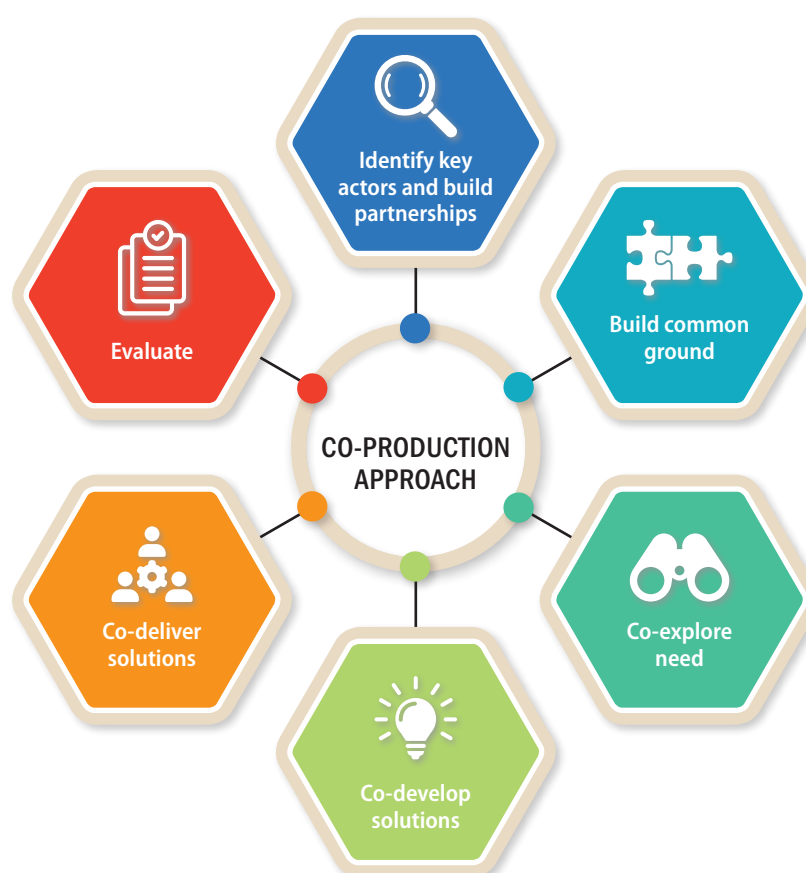 Identify key
actors and build
partnerships
Build common
ground
Co-explore
need
Co-develop
solutions
Co-deliver
solutions
Evaluate
CO-PRODUCTION
APPROACH